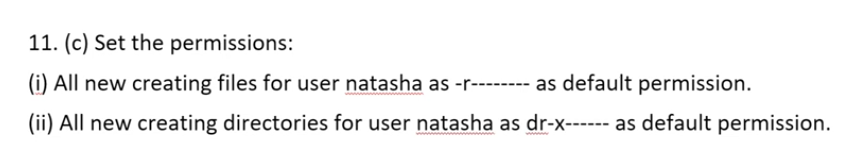 11. (c) Set the permissions:
(i) All new creating files for user natasha as -r-------- as default permission.
(ii) All new creating directories for user natasha as dr-x------ as default permission.